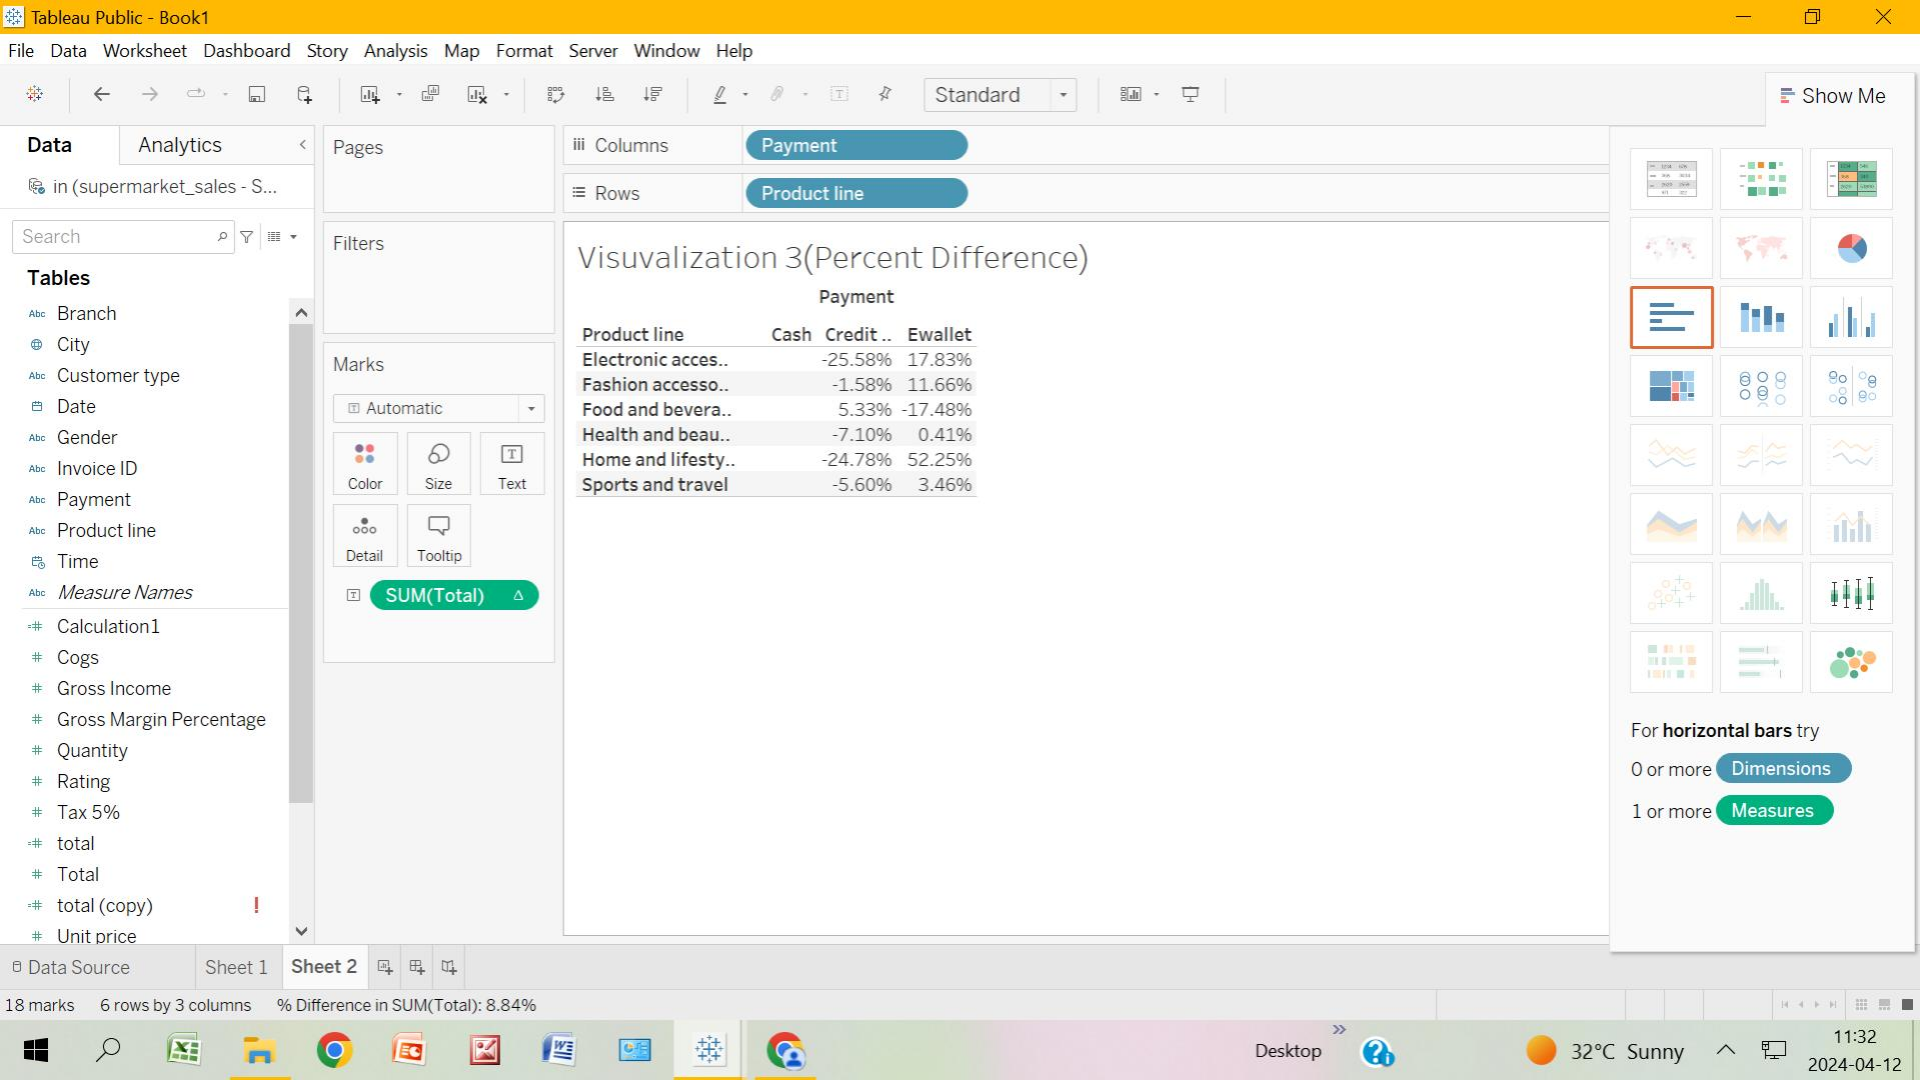 Tableau Public - Book1
File Data Worksheet Dashboard Story Analysis Map Format Server Window Help
Standard
Show Me
Data
Analytics
in (supermarket_sales - S...
Search
Tables
Abc Branch
City
Abc Customer type
Date
Abc Gender
Abc Invoice ID
Abc Payment
Abc Product line
Time
Abc Measure Names
=# Calculation1
# Cogs
# Gross Income
# Gross Margin Percentage
# Quantity
# Rating
# Tax 5%
=# total
# Total
=# total (copy) !
# Unit price
Pages
Filters
Marks
Automatic
Color
Size
Text
Detail
Tooltip
SUM(Total) Δ
iii Columns
Payment
Rows
Product line
Visuvalization 3(Percent Difference)
Payment
Product line Cash Credit .. Ewallet
Electronic acces.. -25.58% 17.83%
Fashion accesso.. -1.58% 11.66%
Food and bevera.. 5.33% -17.48%
Health and beau.. -7.10% 0.41%
Home and lifesty.. -24.78% 52.25%
Sports and travel -5.60% 3.46%
For horizontal bars try
0 or more Dimensions
1 or more Measures
Data Source
Sheet 1
Sheet 2
18 marks 6 rows by 3 columns % Difference in SUM(Total): 8.84%
Desktop
32°C Sunny
11:32
2024-04-12